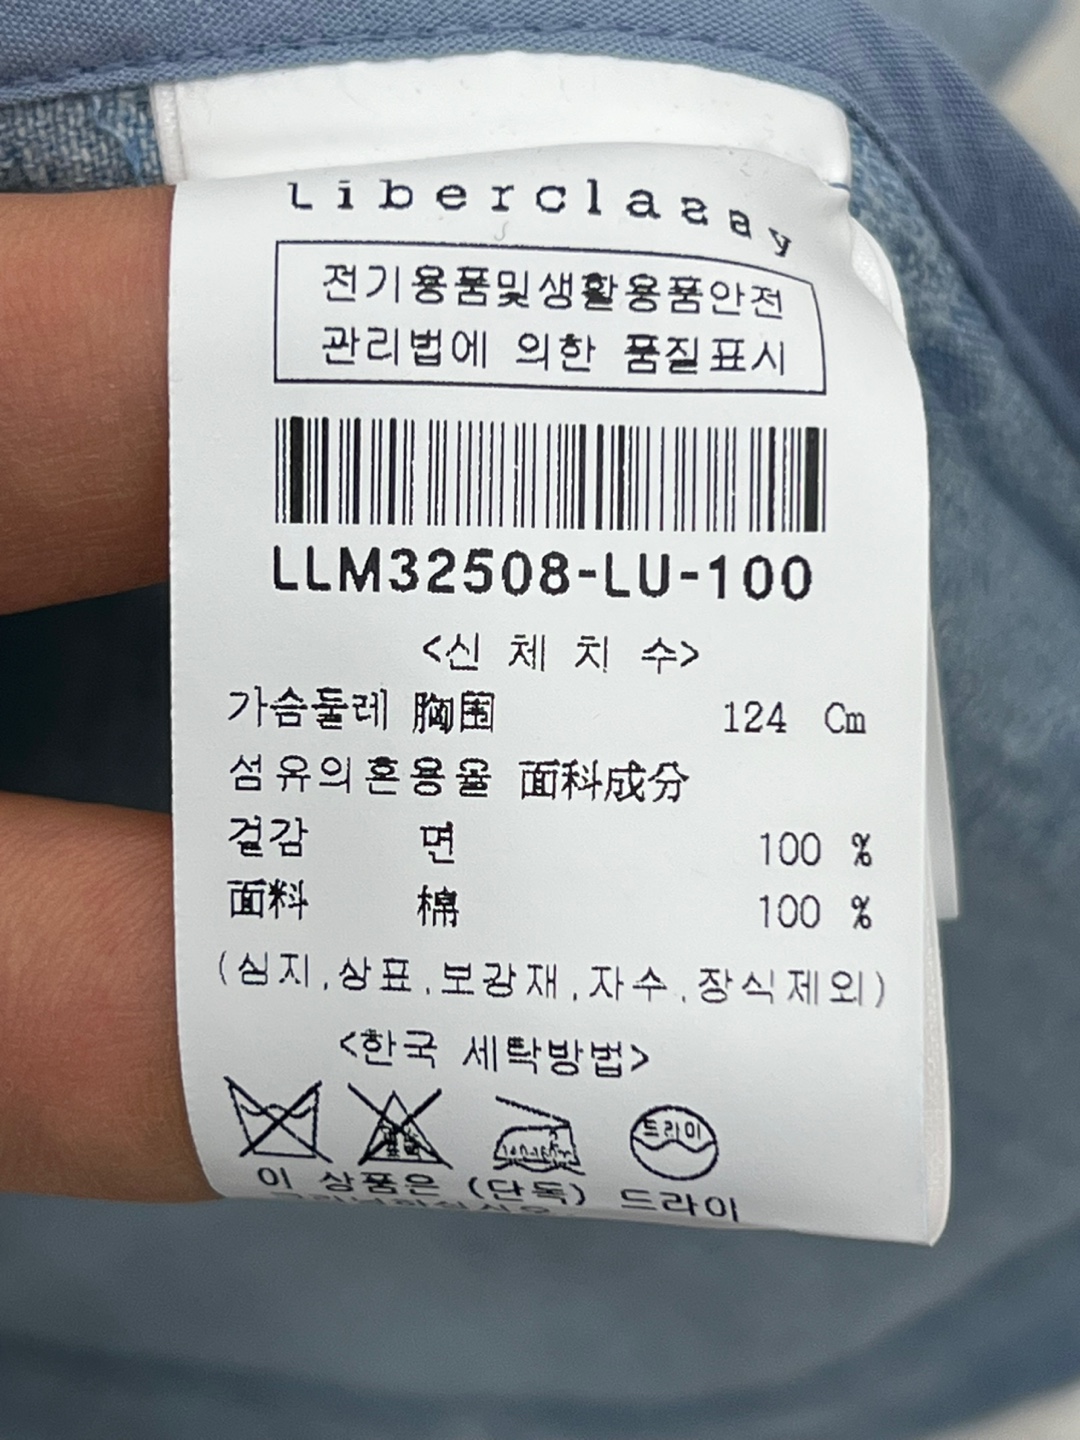 Liberclassy
전기용품및생활용품안전
관리법에 의한 품질표시
LLM32508-LU-100
<신 체 치 수>
가슴둘레 胸围 124 Cm
섬유의혼용율 面科成分
겉감 면 100 %
面料 棉 100 %
(심지,상표,보강재,자수,장식제외)
<한국 세탁방법>
드라이
이 상품은 (단독) 드라이